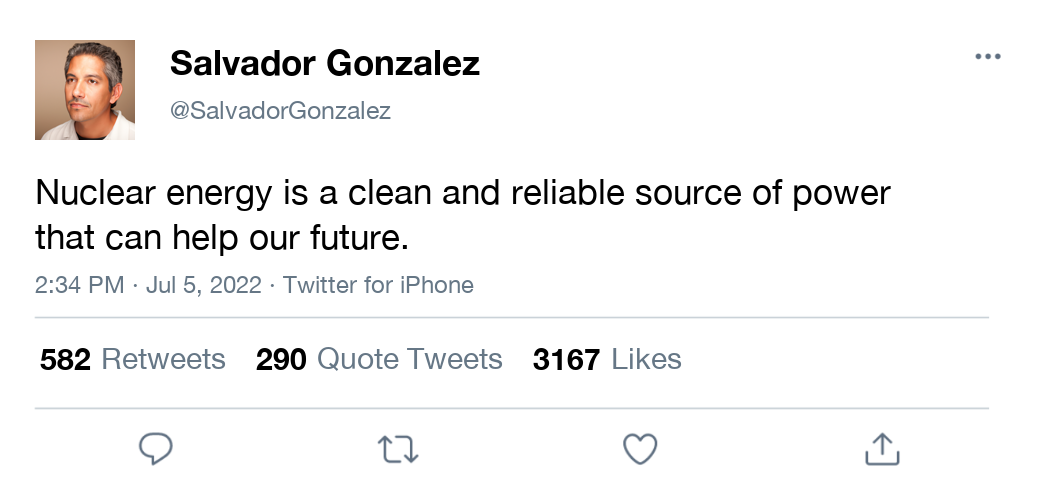 Salvador Gonzalez
@SalvadorGonzalez
Nuclear energy is a clean and reliable source of power
that can help our future.
2:34 PM · Jul 5, 2022 · Twitter for iPhone
582 Retweets 290 Quote Tweets 3167 Likes